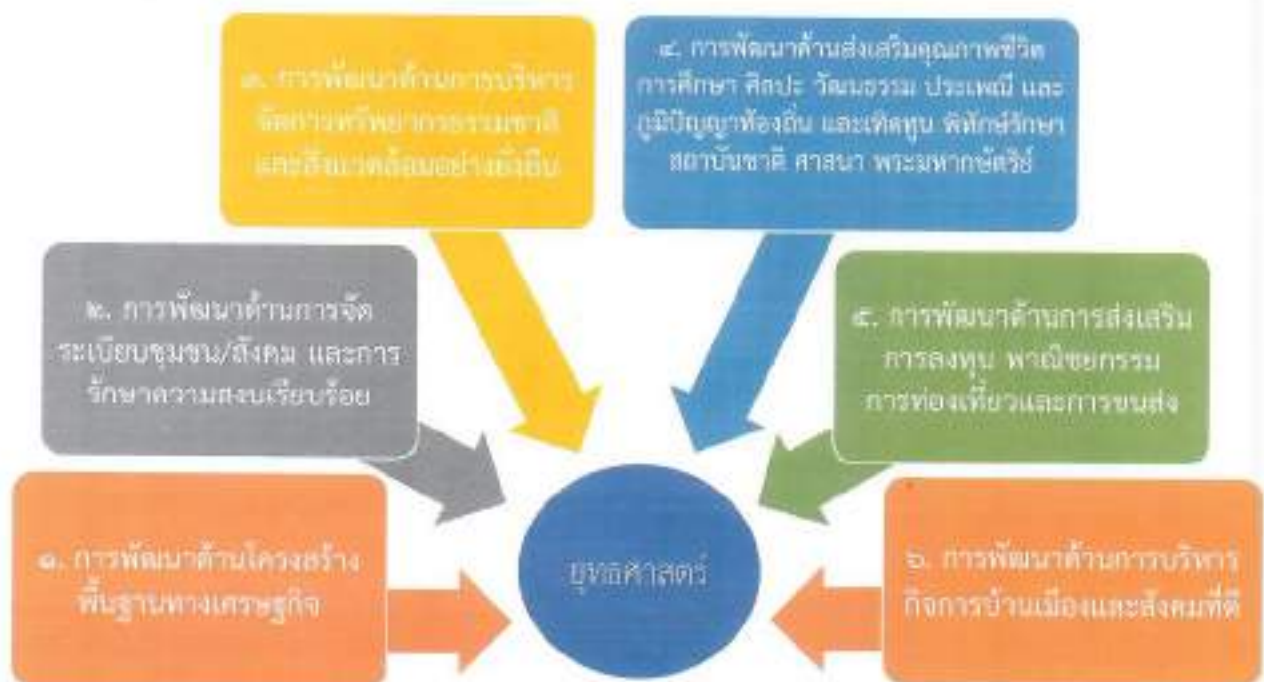 ๑. การพัฒนาด้านโครงสร้าง
พื้นฐานทางเศรษฐกิจ
๒. การพัฒนาด้านการจัด
ระเบียบชุมชน/สังคม และการ
รักษาความสงบเรียบร้อย
๓. การพัฒนาด้านการบริหาร
จัดการทรัพยากรธรรมชาติ
และสิ่งแวดล้อมอย่างยั่งยืน
๔. การพัฒนาด้านส่งเสริมคุณภาพชีวิต
การศึกษา ศิลปะ วัฒนธรรม ประเพณี และ
ภูมิปัญญาท้องถิ่น และเทิดทูน พิทักษ์รักษา
สถาบันชาติ ศาสนา พระมหากษัตริย์
๕. การพัฒนาด้านการส่งเสริม
การลงทุน พาณิชยกรรม
การท่องเที่ยวและการขนส่ง
๖. การพัฒนาด้านการบริหาร
กิจการบ้านเมืองและสังคมที่ดี
ยุทธศาสตร์